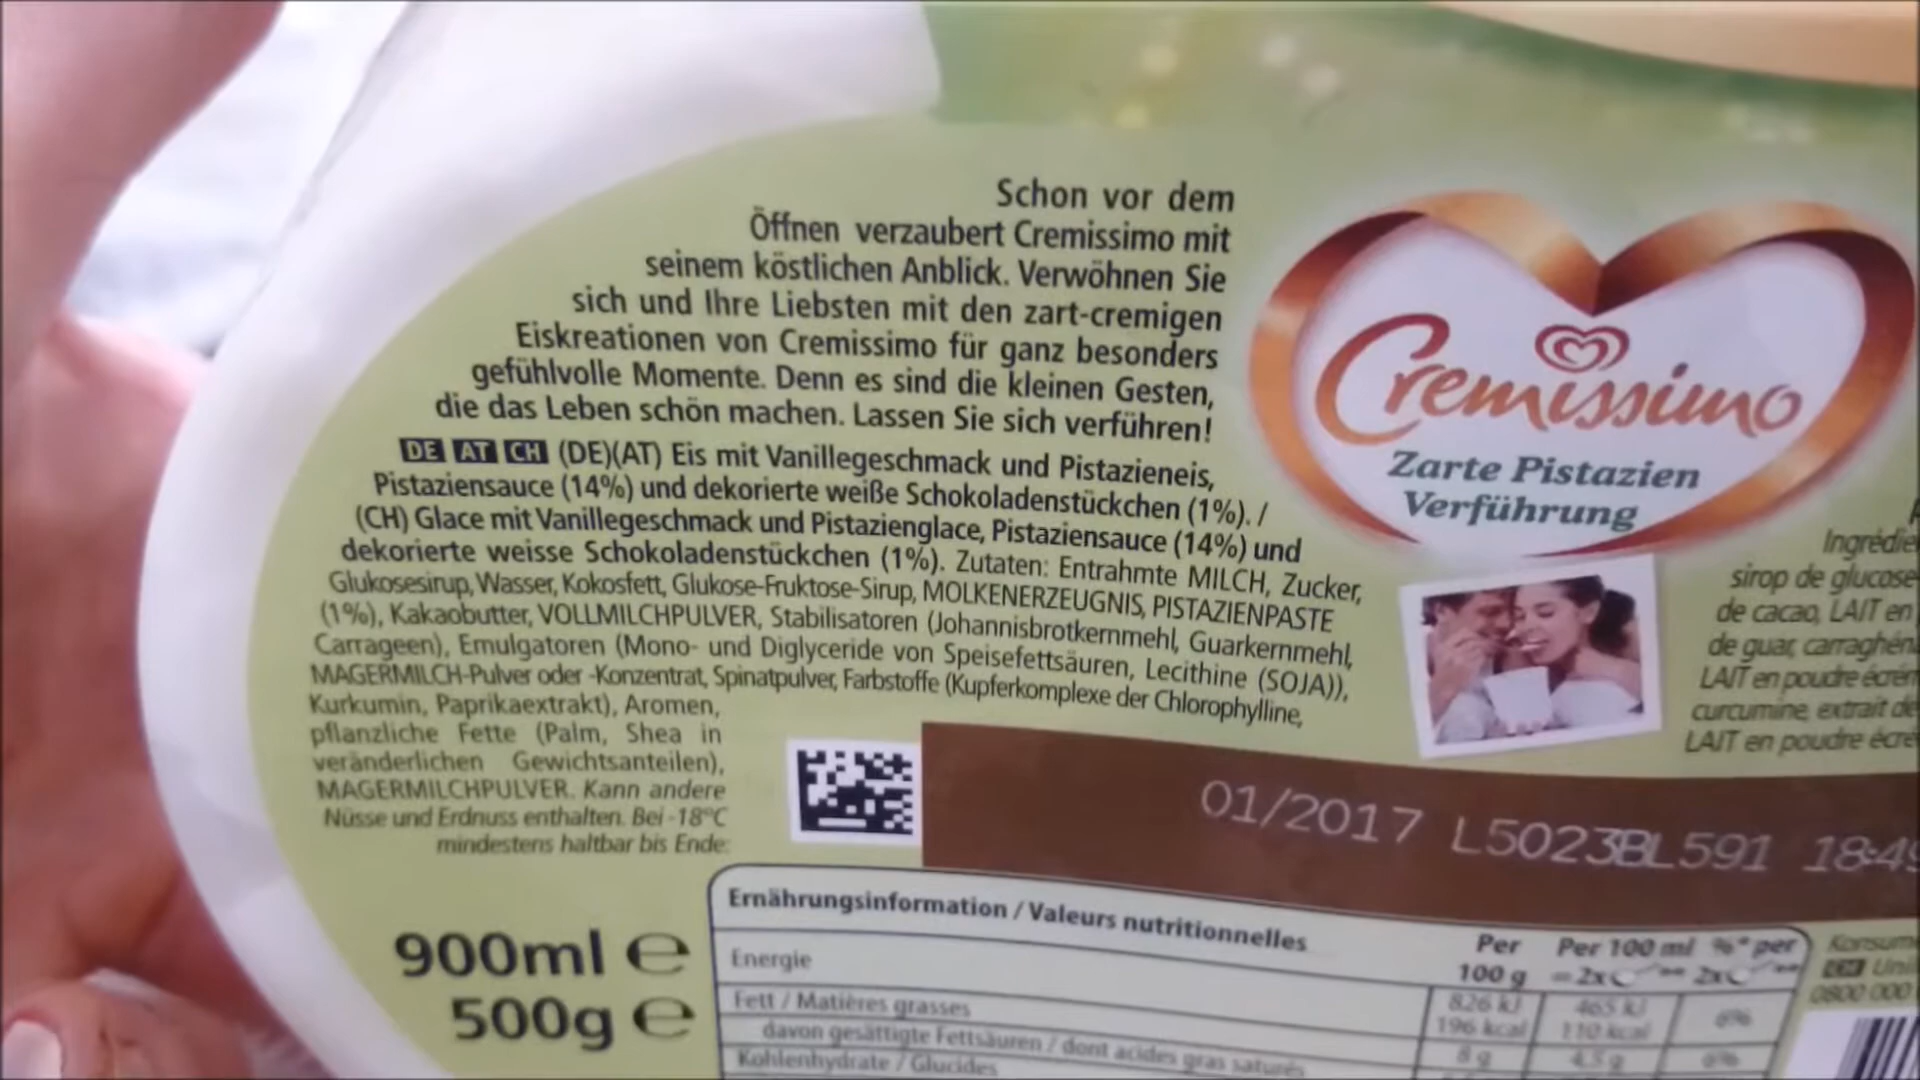 Schon vor dem
Öffnen verzaubert Cremissimo mit
seinem köstlichen Anblick. Verwöhnen Sie
sich und Ihre Liebsten mit den zart-cremigen
Eiskreationen von Cremissimo für ganz besonders
gefühlvolle Momente. Denn es sind die kleinen Gesten,
die das Leben schön machen. Lassen Sie sich verführen!
DE AT CH (DE)(AT) Eis mit Vanillegeschmack und Pistazieneis,
Pistaziensauce (14%) und dekorierte weiße Schokoladenstückchen (1%). /
(CH) Glace mit Vanillegeschmack und Pistazienglace, Pistaziensauce (14%) und
dekorierte weisse Schokoladenstückchen (1%). Zutaten: Entrahmte MILCH, Zucker,
Glukosesirup, Wasser, Kokosfett, Glukose-Fruktose-Sirup, MOLKENERZEUGNIS, PISTAZIENPASTE
(1%), Kakaobutter, VOLLMILCHPULVER, Stabilisatoren (Johannisbrotkernmehl, Guarkernmehl,
Carrageen), Emulgatoren (Mono- und Diglyceride von Speisefettsäuren, Lecithine (SOJA)),
MAGERMILCH-Pulver oder -Konzentrat, Spinatpulver, Farbstoffe (Kupferkomplexe der Chlorophylline,
Kurkumin, Paprikaextrakt), Aromen,
pflanzliche Fette (Palm, Shea in
veränderlichen Gewichtsanteilen),
MAGERMILCHPULVER. Kann andere
Nüsse und Erdnuss enthalten. Bei -18°C
mindestens haltbar bis Ende:
01/2017 L5023BL591 18:49
900ml e
500g e
Cremissimo
Zarte Pistazien
Verführung
Ingrédie
sirop de glucose
de cacao, LAIT en
de guar, carraghén
LAIT en poudre écrém
curcumine, extrait de
LAIT en poudre écré
Ernährungsinformation / Valeurs nutritionnelles
Per 100 g
Per 100 ml
%* per
Energie
826 kJ
196 kcal
465 kJ
110 kcal
6%
Fett / Matières grasses
8 g
4.5 g
6%
davon gesättigte Fettsäuren / dont acides gras saturés
Kohlenhydrate / Glucides
Konsum
0800 000